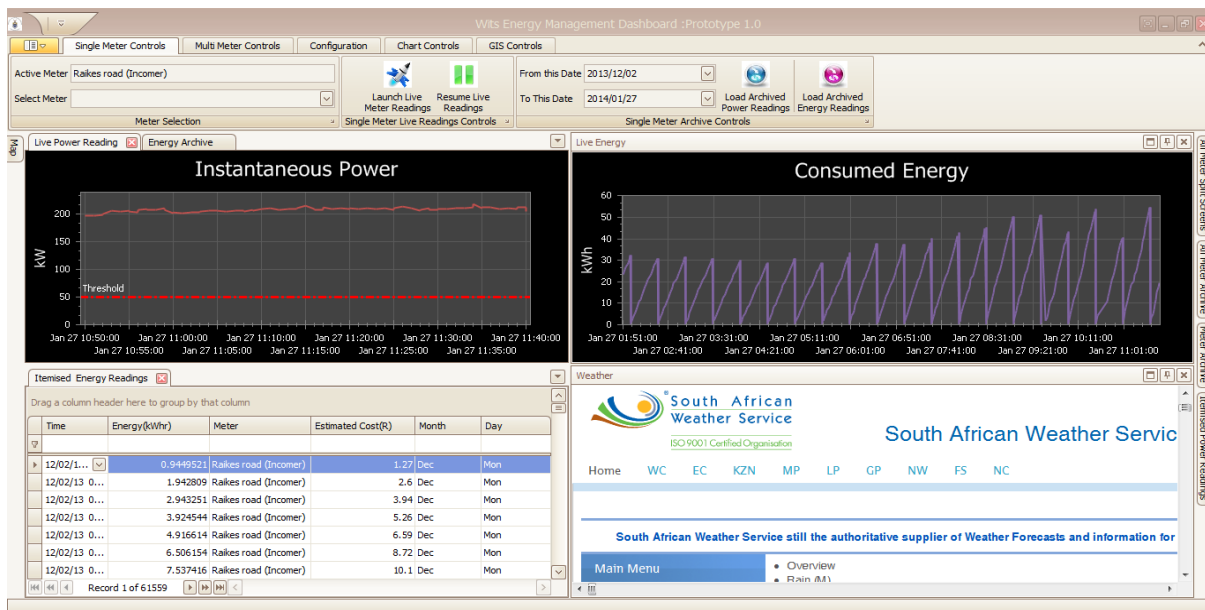 Wits Energy Management Dashboard :Prototype 1.0
Single Meter Controls Multi Meter Controls Configuration Chart Controls GIS Controls
Active Meter Raikes road (Incomer)
Select Meter
Meter Selection
Launch Live Meter Readings
Resume Live Readings
Single Meter Live Readings Controls
From this Date 2013/12/02
To This Date 2014/01/27
Load Archived Power Readings
Load Archived Energy Readings
Single Meter Archive Controls
Map
Live Power Reading Energy Archive
Instantaneous Power
kW
200
150
100
50
0
Threshold
Jan 27 10:50:00 Jan 27 11:00:00 Jan 27 11:10:00 Jan 27 11:20:00 Jan 27 11:30:00 Jan 27 11:40:00
Jan 27 10:55:00 Jan 27 11:05:00 Jan 27 11:15:00 Jan 27 11:25:00 Jan 27 11:35:00
Live Energy
Consumed Energy
kWh
60
50
40
30
20
10
0
Jan 27 01:51:00 Jan 27 03:31:00 Jan 27 05:11:00 Jan 27 06:51:00 Jan 27 08:31:00 Jan 27 10:11:00
Jan 27 02:41:00 Jan 27 04:21:00 Jan 27 06:01:00 Jan 27 07:41:00 Jan 27 09:21:00 Jan 27 11:01:00
All Meter Split Screens
All Meter Archive
Meter Archive
Itemised Power Readings
Itemised Energy Readings
Drag a column header here to group by that column
Time Energy(kWhr) Meter Estimated Cost(R) Month Day
12/02/1... 0.9449521 Raikes road (Incomer) 1.27 Dec Mon
12/02/13 0... 1.942809 Raikes road (Incomer) 2.6 Dec Mon
12/02/13 0... 2.943251 Raikes road (Incomer) 3.94 Dec Mon
12/02/13 0... 3.924544 Raikes road (Incomer) 5.26 Dec Mon
12/02/13 0... 4.916614 Raikes road (Incomer) 6.59 Dec Mon
12/02/13 0... 6.506154 Raikes road (Incomer) 8.72 Dec Mon
12/02/13 0... 7.537416 Raikes road (Incomer) 10.1 Dec Mon
Record 1 of 61559
Weather
South African
Weather Service
ISO 9001 Certified Organisation
South African Weather Servic
Home WC EC KZN MP LP GP NW FS NC
South African Weather Service still the authoritative supplier of Weather Forecasts and information for
Main Menu
• Overview
• Rain (M)